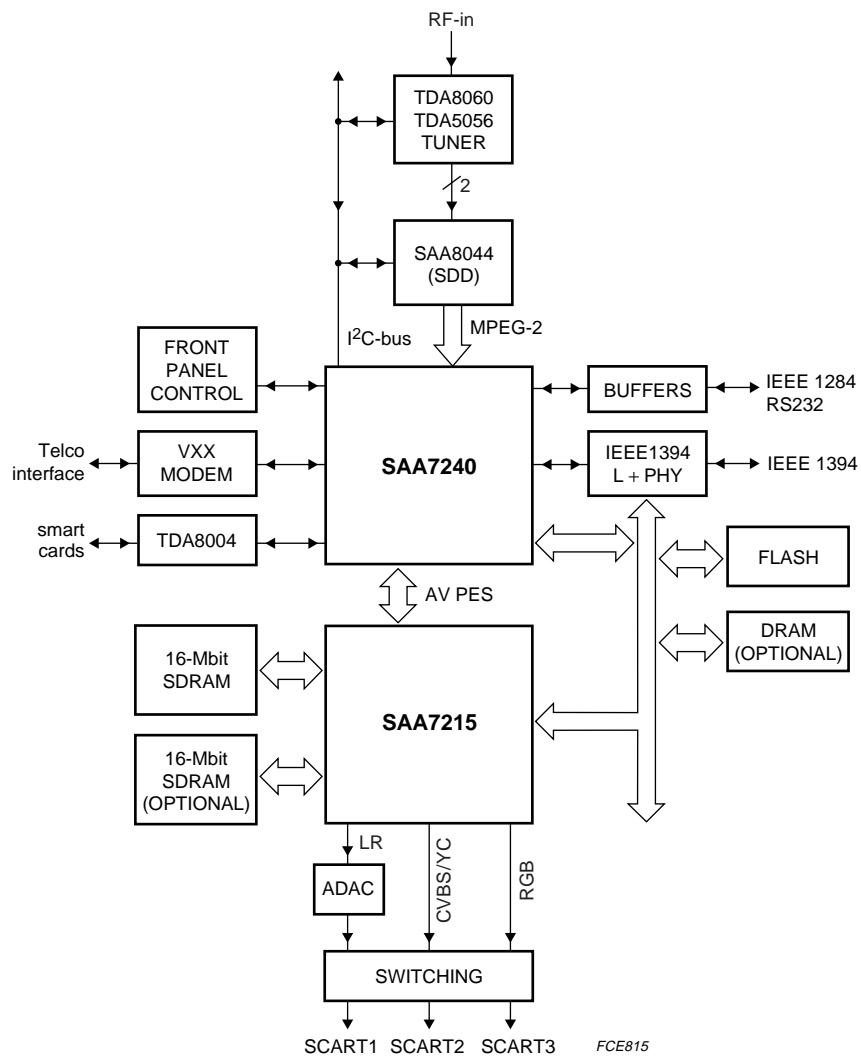 RF-in
TDA8060
TDA5056
TUNER
2
SAA8044
(SDD)
I²C-bus
MPEG-2
FRONT
PANEL
CONTROL
BUFFERS
IEEE 1284
RS232
Telco
interface
VXX
MODEM
SAA7240
IEEE1394
L + PHY
IEEE 1394
smart
cards
TDA8004
FLASH
AV PES
16-Mbit
SDRAM
DRAM
(OPTIONAL)
SAA7215
16-Mbit
SDRAM
(OPTIONAL)
LR
CVBS/YC
RGB
ADAC
SWITCHING
SCART1 SCART2 SCART3
FCE815